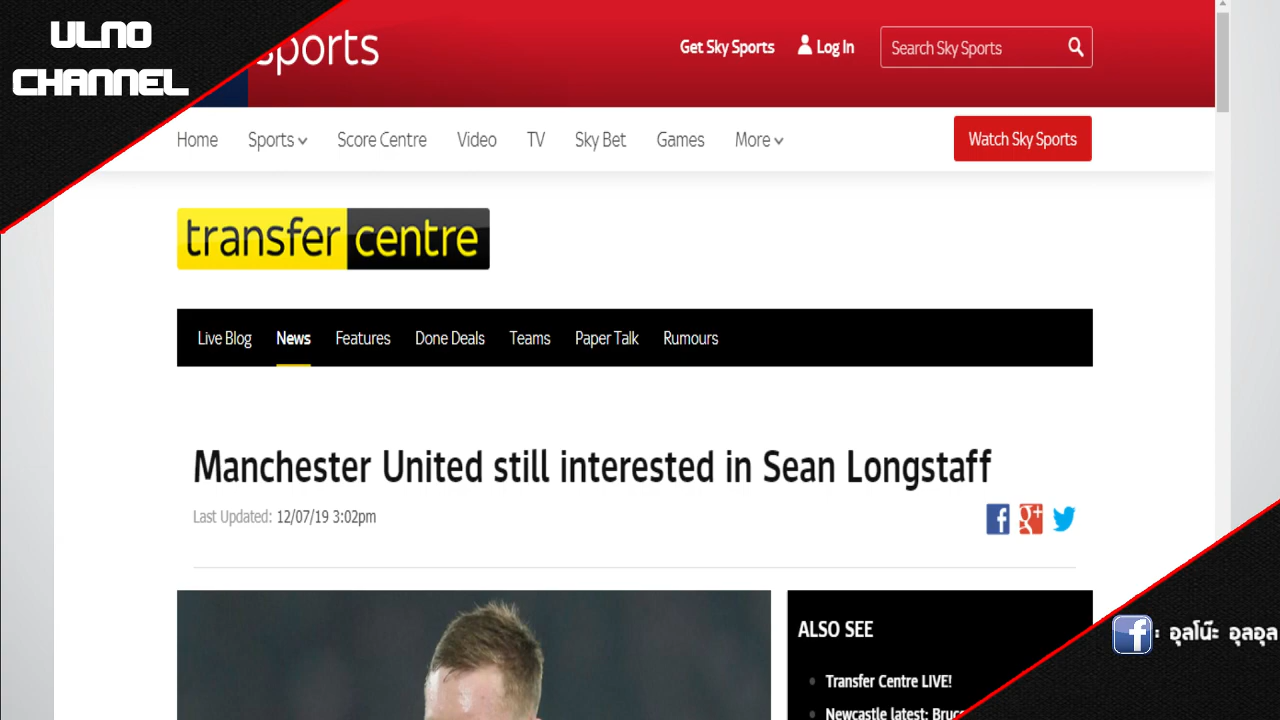 ULNO
CHANNEL
sports
Get Sky Sports
Log In
Search Sky Sports
Home
Sports
Score Centre
Video
TV
Sky Bet
Games
More
Watch Sky Sports
transfer centre
Live Blog
News
Features
Done Deals
Teams
Paper Talk
Rumours
Manchester United still interested in Sean Longstaff
Last Updated: 12/07/19 3:02pm
f
g+
ALSO SEE
f : อุลโน๊ะ อุลอุล
Transfer Centre LIVE!
Newcastle latest: